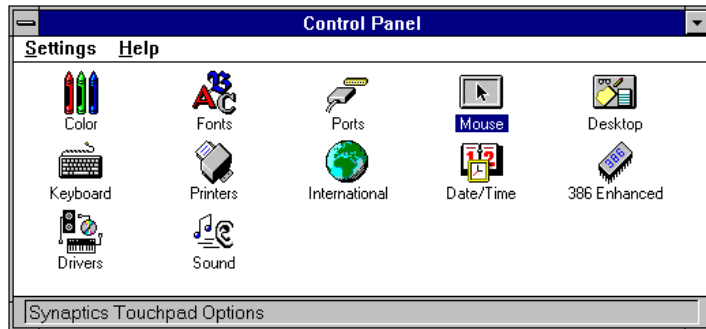 Control Panel
Settings Help
Color Fonts Ports Mouse Desktop
Keyboard Printers International Date/Time 386 Enhanced
Drivers Sound
Synaptics Touchpad Options